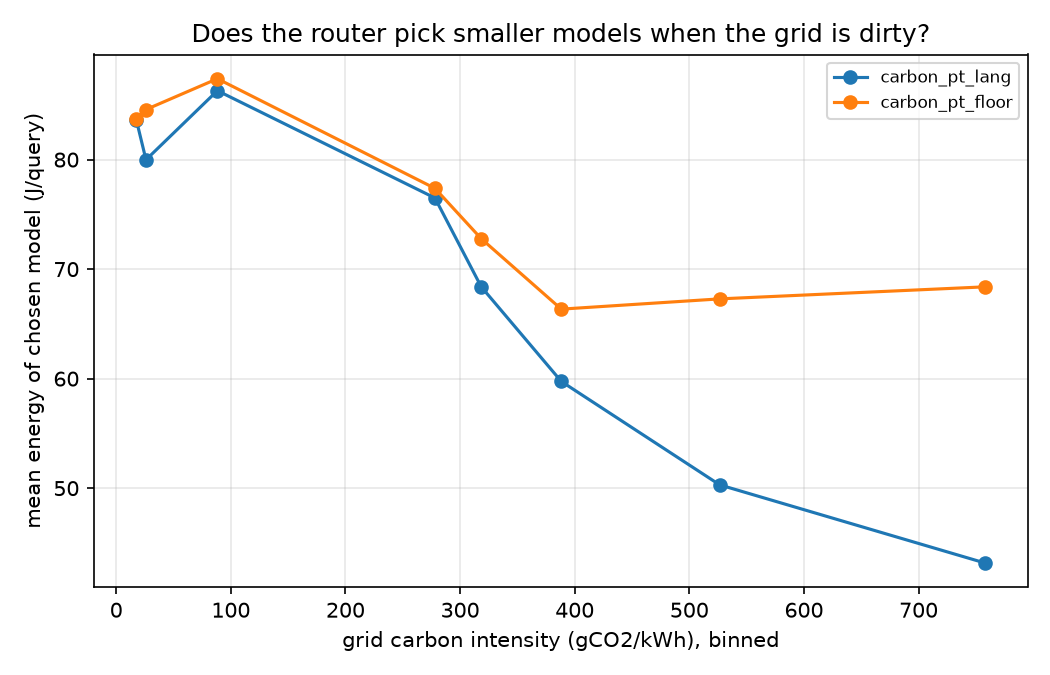 Does the router pick smaller models when the grid is dirty?
carbon_pt_lang
carbon_pt_floor
mean energy of chosen model (J/query)
80
70
60
50
0 100 200 300 400 500 600 700
grid carbon intensity (gCO2/kWh), binned